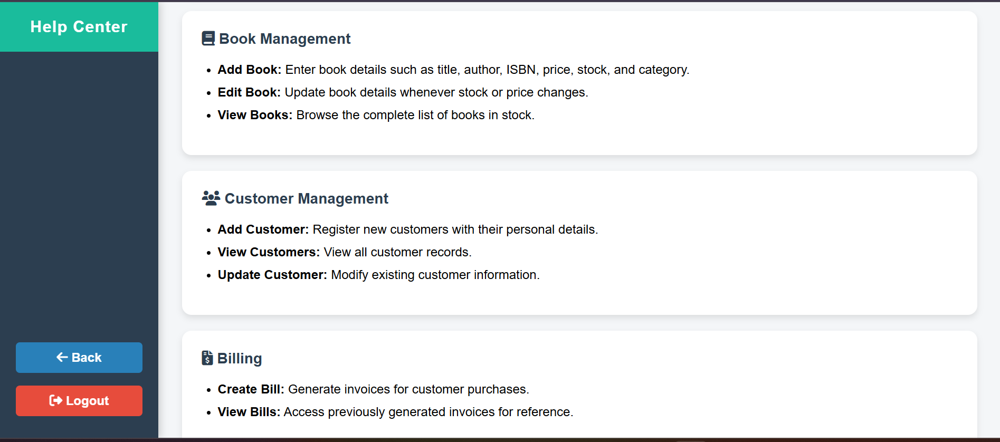 Help Center
Book Management
Add Book: Enter book details such as title, author, ISBN, price, stock, and category.
Edit Book: Update book details whenever stock or price changes.
View Books: Browse the complete list of books in stock.
Customer Management
Add Customer: Register new customers with their personal details.
View Customers: View all customer records.
Update Customer: Modify existing customer information.
Billing
Create Bill: Generate invoices for customer purchases.
View Bills: Access previously generated invoices for reference.
Back
Logout